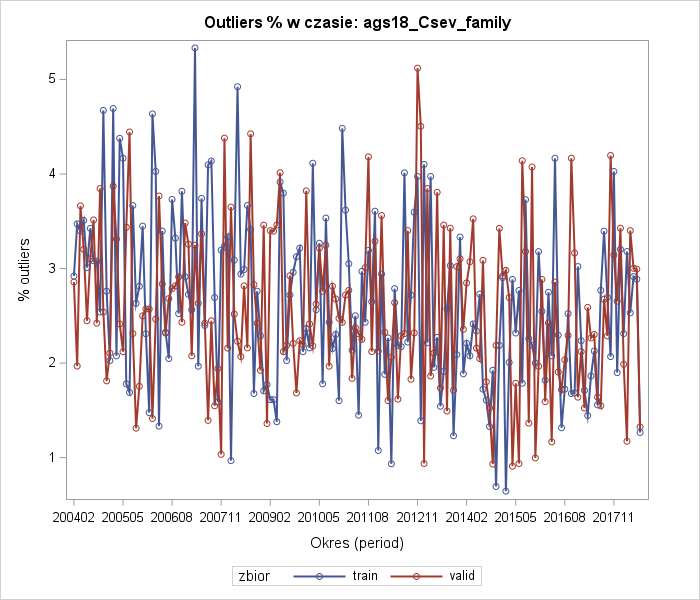 Outliers % w czasie: ags18_Csev_family
% outliers
5
4
3
2
1
200402 200505 200608 200711 200902 201005 201108 201211 201402 201505 201608 201711
Okres (period)
zbior train valid